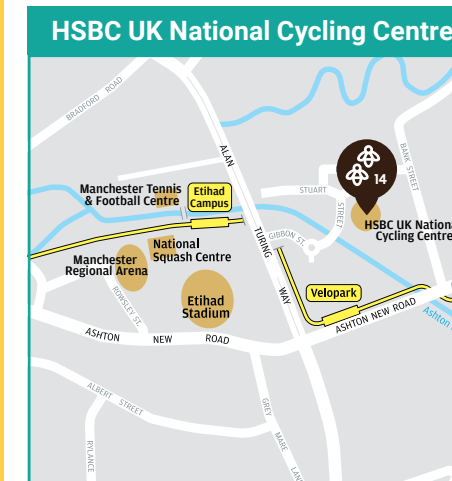 HSBC UK National Cycling Centre
BRADFORD ROAD
ALAN
TURING
WAY
BANK STREET
14
STUART
STREET
Manchester Tennis
& Football Centre
Etihad
Campus
HSBC UK Nation
Cycling Centre
GIBBON ST.
National
Squash Centre
Manchester
Regional Arena
ROWSLEY ST.
Etihad
Stadium
Velopark
ASHTON NEW ROAD
Ashton
ASHTON NEW ROAD
ALBERT STREET
GREY
MARE
LANE
RYLANCE